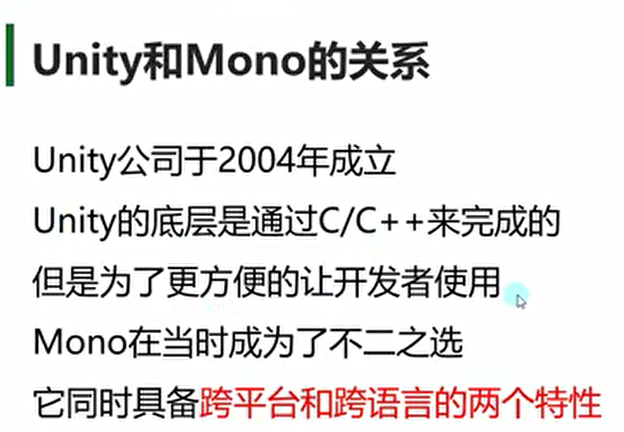 Unity和Mono的关系
Unity公司于2004年成立
Unity的底层是通过C/C++来完成的
但是为了更方便的让开发者使用
Mono在当时成为了不二之选
它同时具备跨平台和跨语言的两个特性